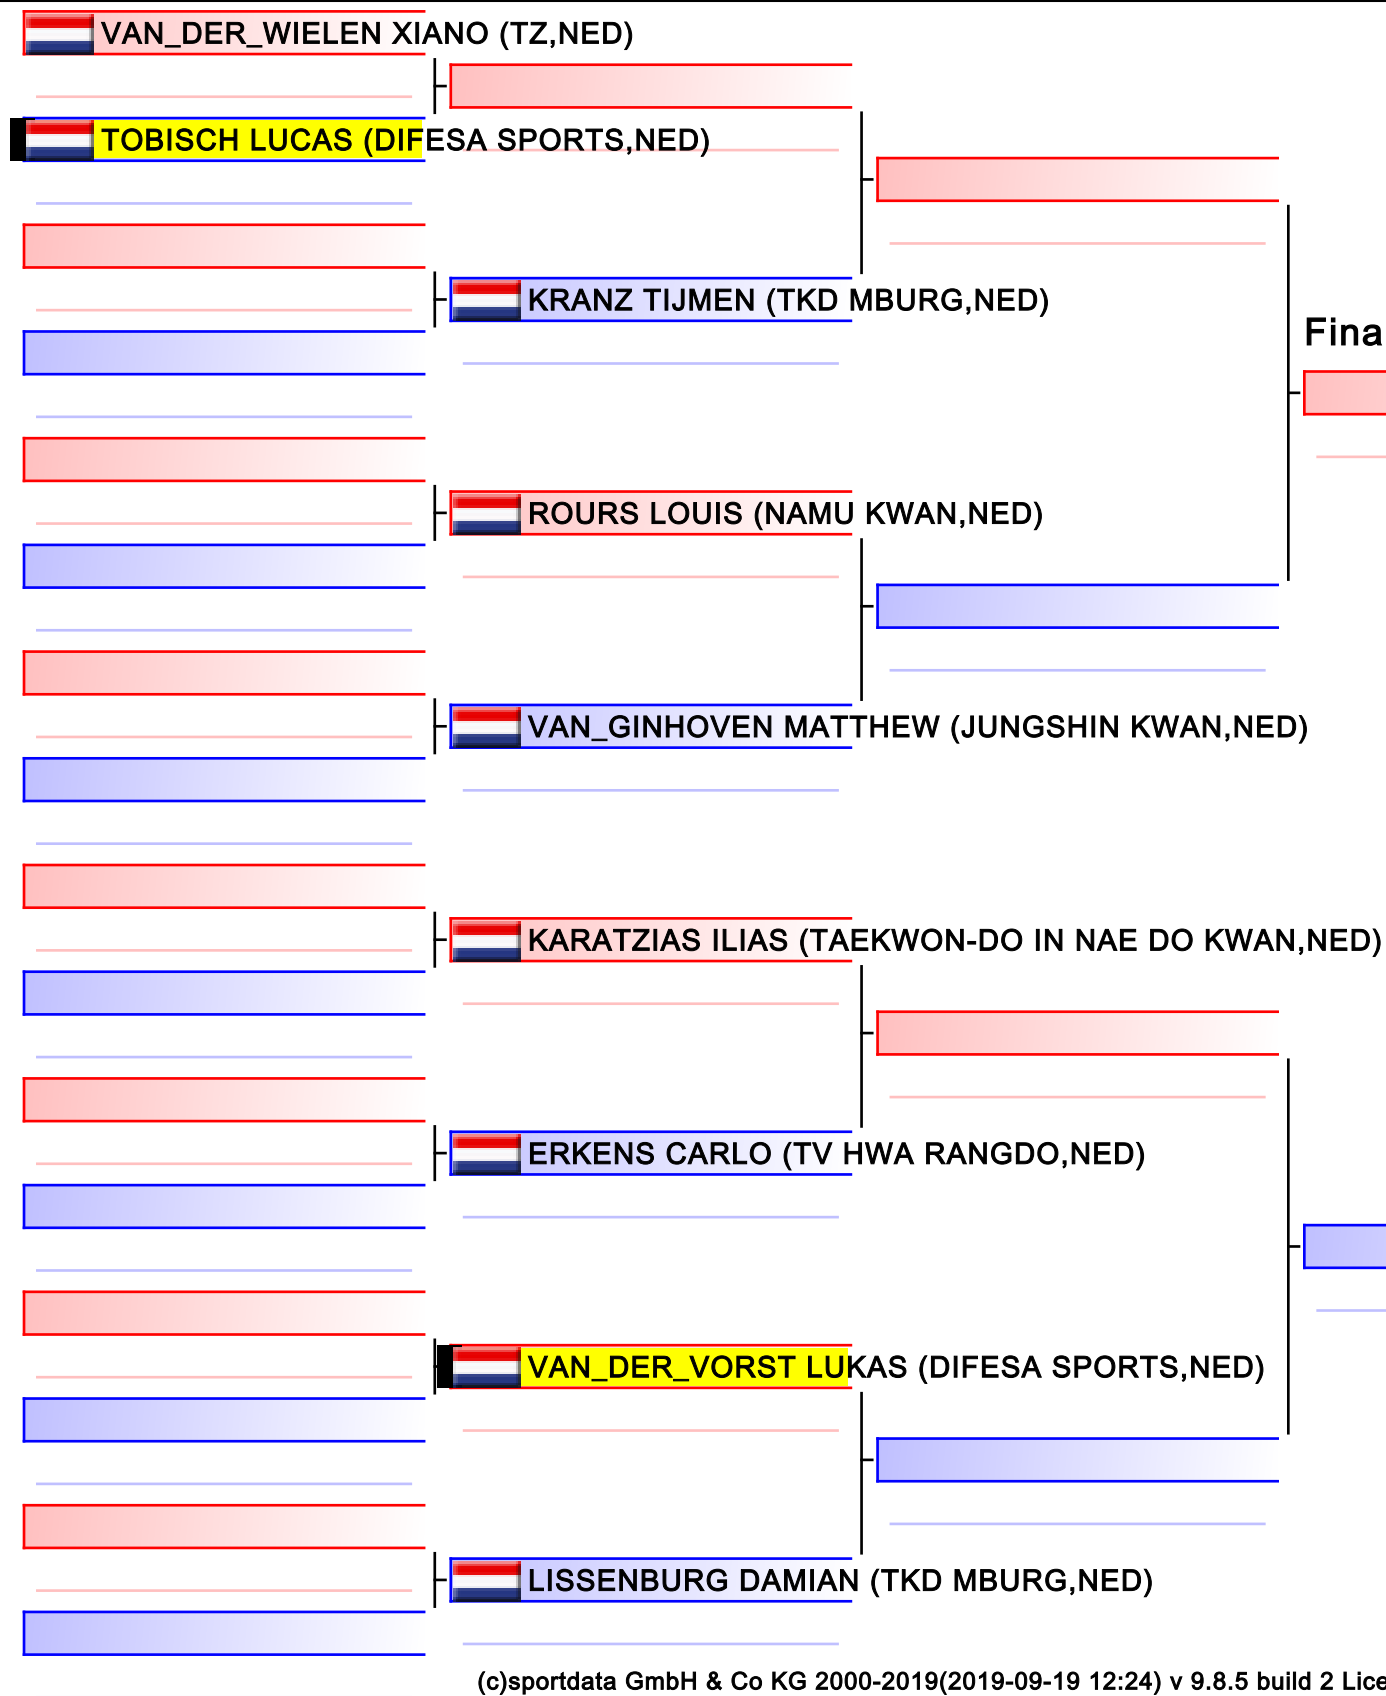 VAN_DER_WIELEN XIANO (TZ,NED)
TOBISCH LUCAS (DIFESA SPORTS,NED)
KRANZ TIJMEN (TKD MBURG,NED)
Fina
ROURS LOUIS (NAMU KWAN,NED)
VAN_GINHOVEN MATTHEW (JUNGSHIN KWAN,NED)
KARATZIAS ILIAS (TAEKWON-DO IN NAE DO KWAN,NED)
ERKENS CARLO (TV HWA RANGDO,NED)
VAN_DER_VORST LUKAS (DIFESA SPORTS,NED)
LISSENBURG DAMIAN (TKD MBURG,NED)
(c)sportdata GmbH & Co KG 2000-2019(2019-09-19 12:24) v 9.8.5 build 2 Lice